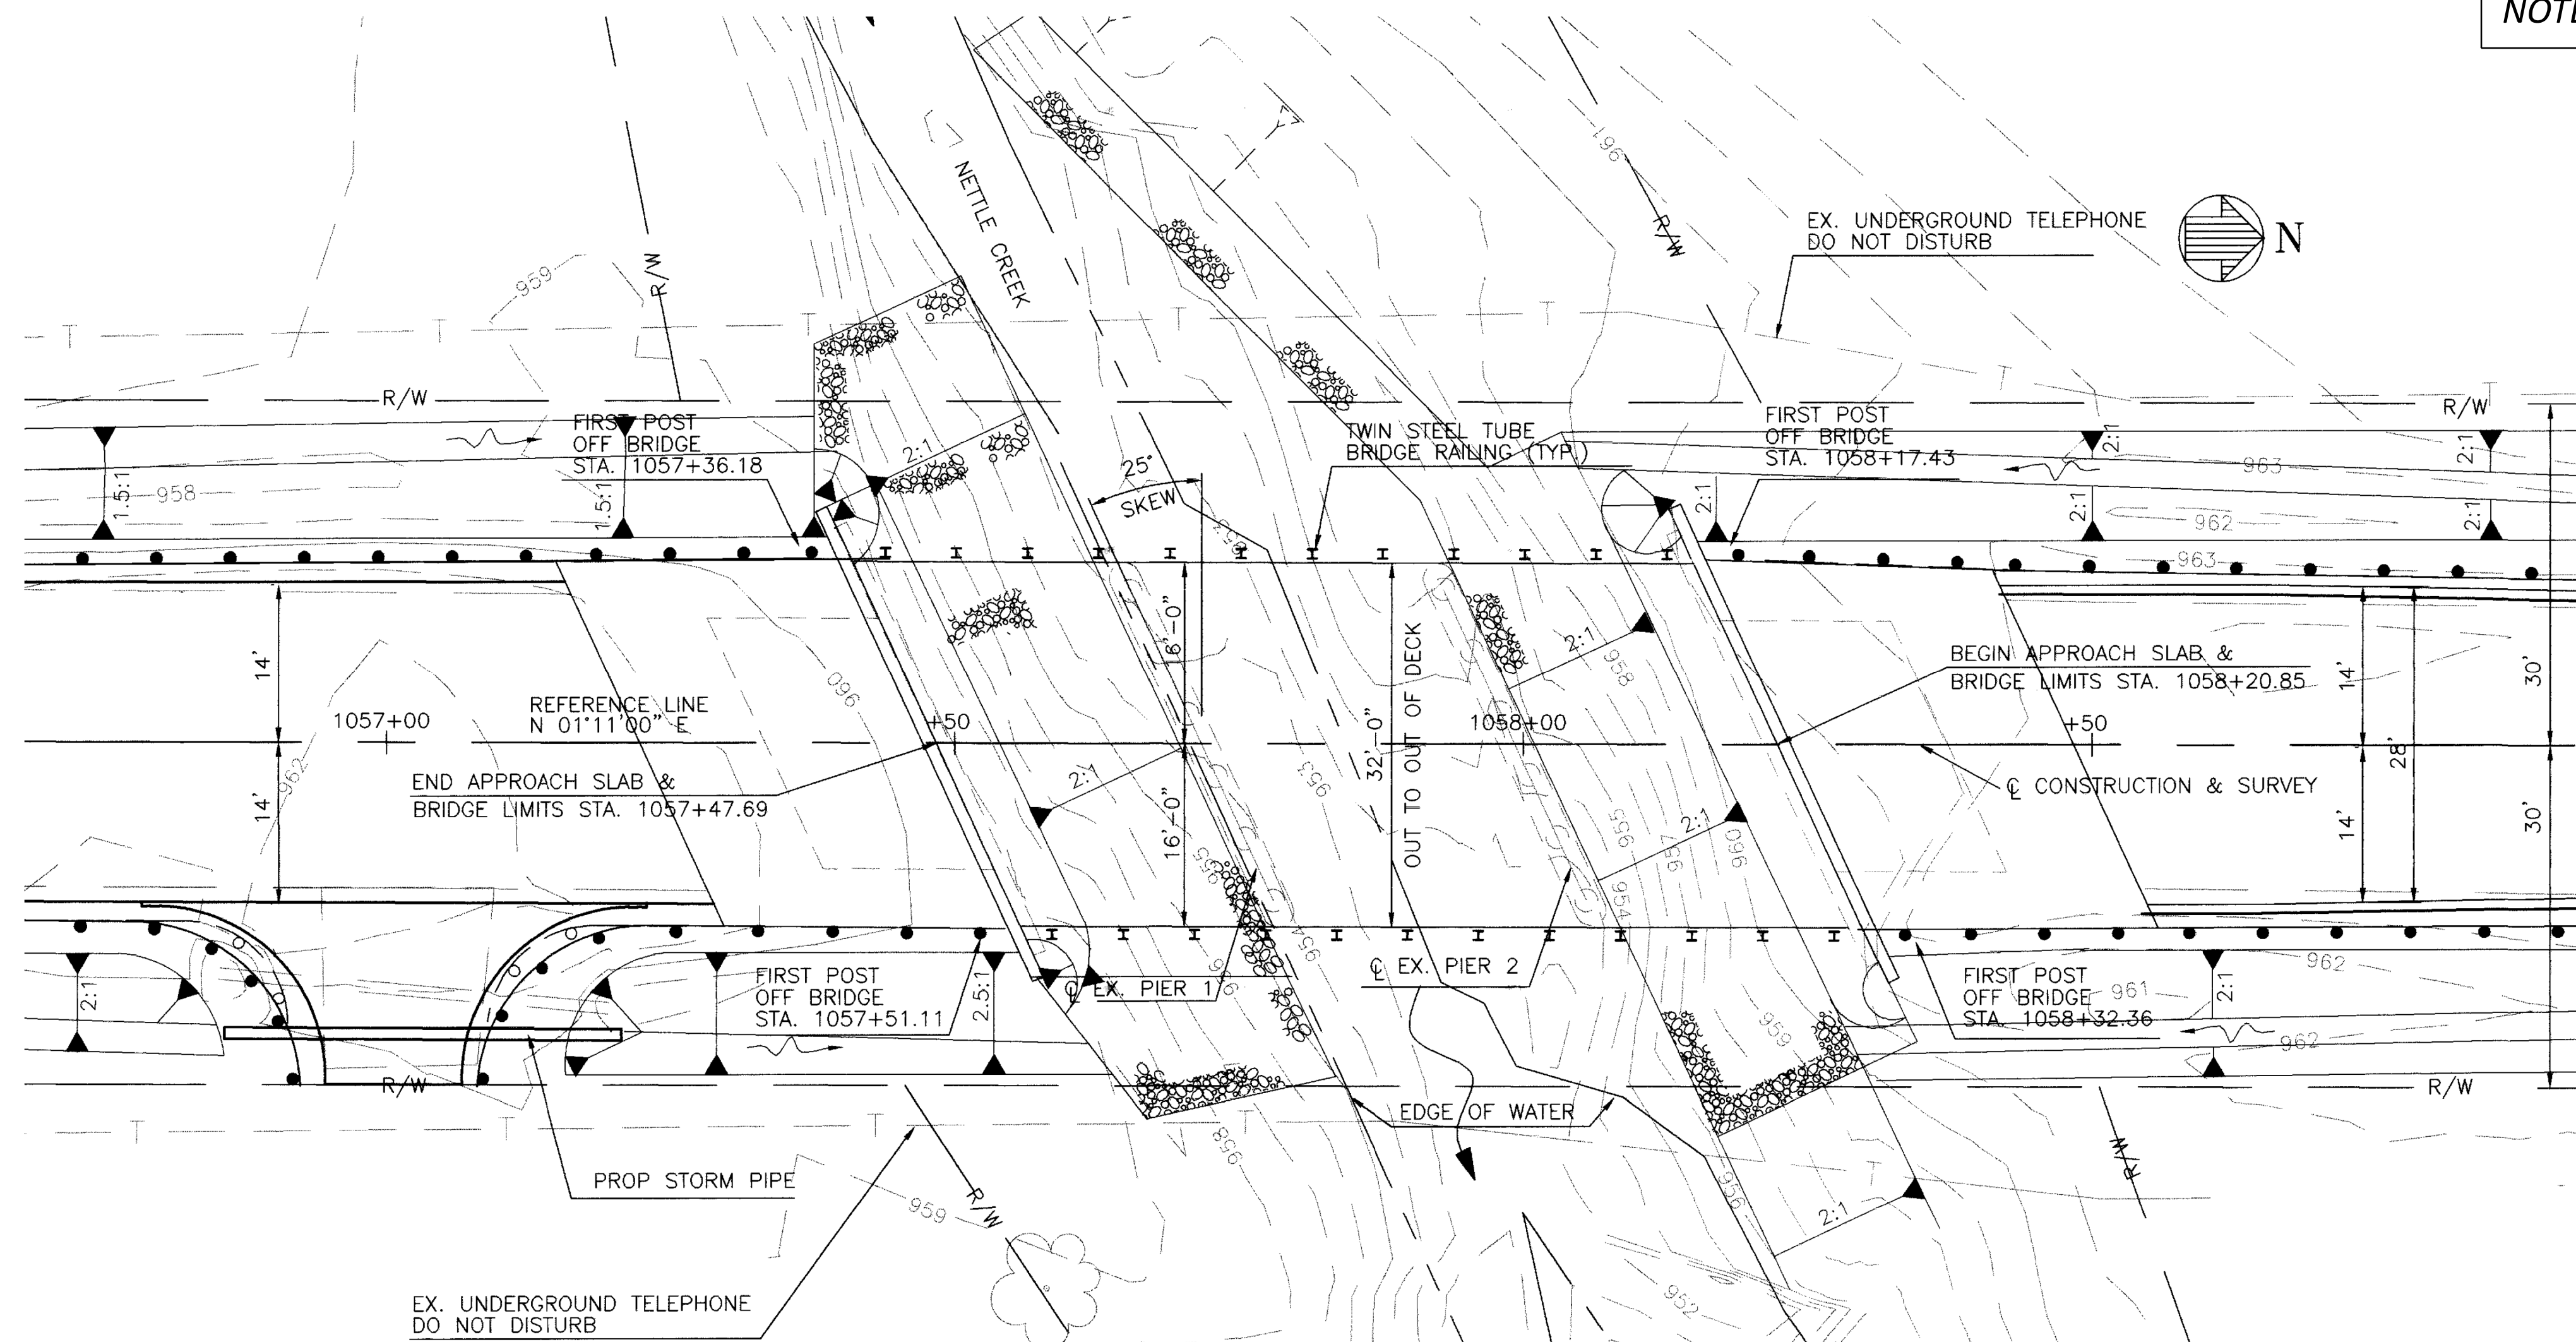 NETTLE CREEK
961
EX. UNDERGROUND TELEPHONE
DO NOT DISTURB
N
959
R/W
R/W
T
T
T
T
T
T
R/W
R/W
FIRST POST
OFF BRIDGE
STA. 1057+36.18
2:1
25°
SKEW
TWIN STEEL TUBE
BRIDGE RAILING (TYP.)
FIRST POST
OFF BRIDGE
STA. 1058+17.43
2:1
2:1
963
1.5:1
958
1.5:1
2:1
2:1
962
2:1
963
14'
16'-0"
32'-0"
OUT TO OUT OF DECK
2:1
958
BEGIN APPROACH SLAB &
BRIDGE LIMITS STA. 1058+20.85
14'
30'
960
REFERENCE LINE
N 01°11'00" E
1057+00
+50
1058+00
+50
28'
962
END APPROACH SLAB &
BRIDGE LIMITS STA. 1057+47.69
14'
2:1
16'-0"
953
955
957
2:1
960
℄ CONSTRUCTION & SURVEY
14'
30'
955
954
954
956
2:1
FIRST POST
OFF BRIDGE
STA. 1057+51.11
2.5:1
℄ EX. PIER 1
℄ EX. PIER 2
959
FIRST POST
OFF BRIDGE
STA. 1058+32.36
961
2:1
962
962
R/W
R/W
EDGE OF WATER
T
T
T
T
T
958
PROP STORM PIPE
959
R/W
956
2:1
R/W
952
EX. UNDERGROUND TELEPHONE
DO NOT DISTURB